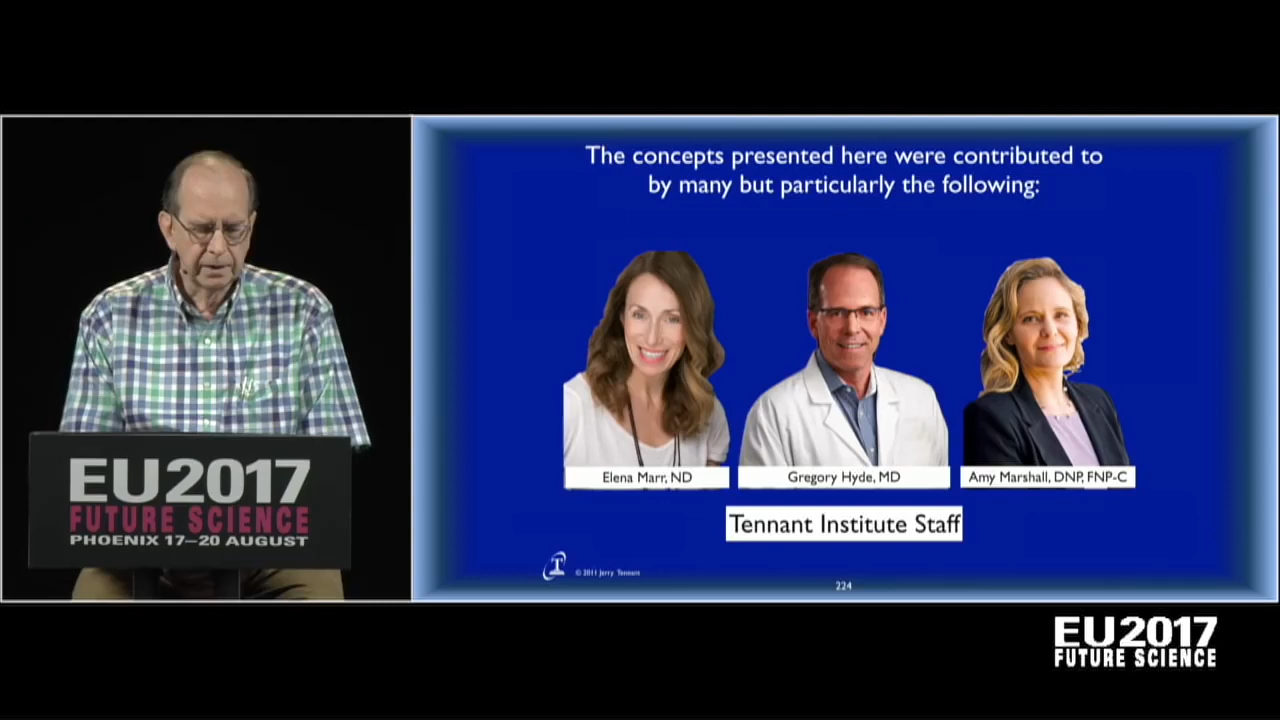 EU2017
FUTURE SCIENCE
PHOENIX 17–20 AUGUST
The concepts presented here were contributed to
by many but particularly the following:
Elena Marr, ND
Gregory Hyde, MD
Amy Marshall, DNP, FNP-C
Tennant Institute Staff
T
© 2011 Jerry Tennant
224
EU2017
FUTURE SCIENCE